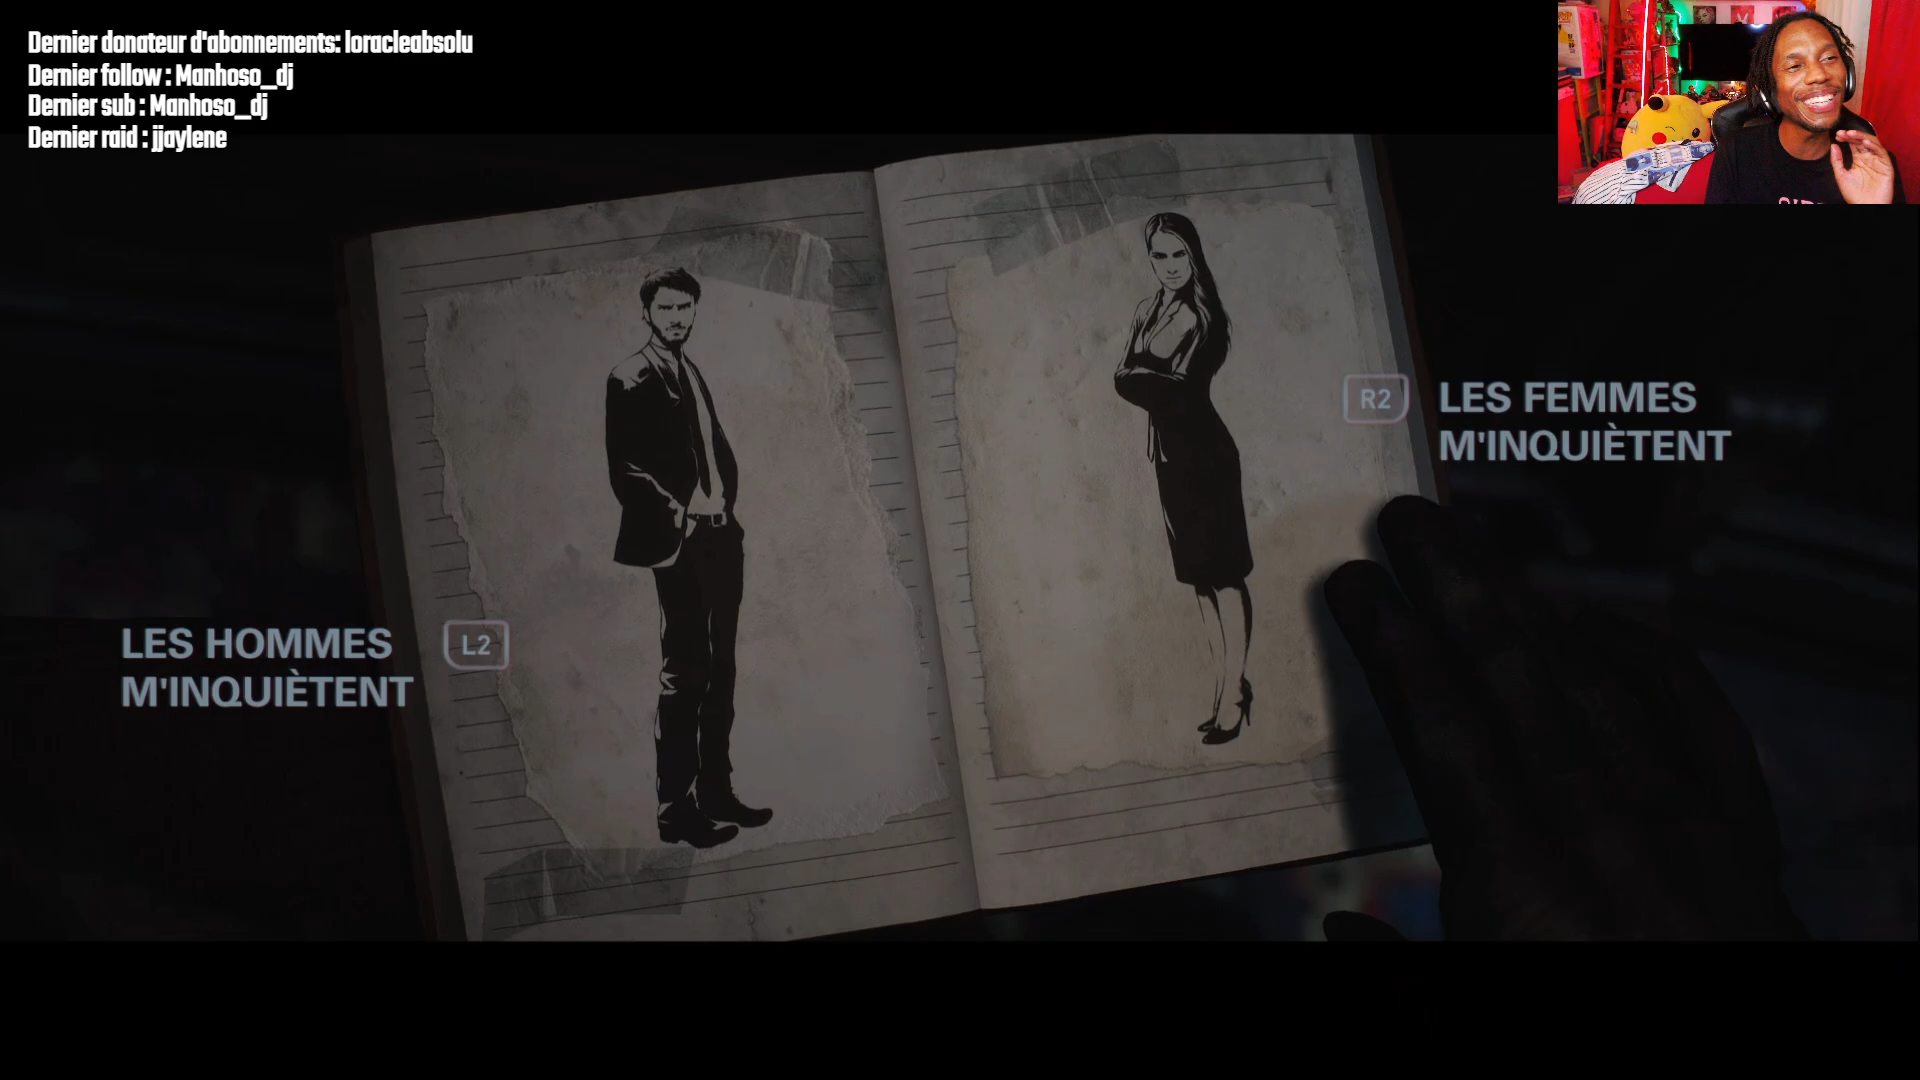 Dernier donateur d'abonnements: loracleabsolu
Dernier follow : Manhoso_dj
Dernier sub : Manhoso_dj
Dernier raid : jjaylene
R2
LES FEMMES
M'INQUIÈTENT
LES HOMMES
M'INQUIÈTENT
L2